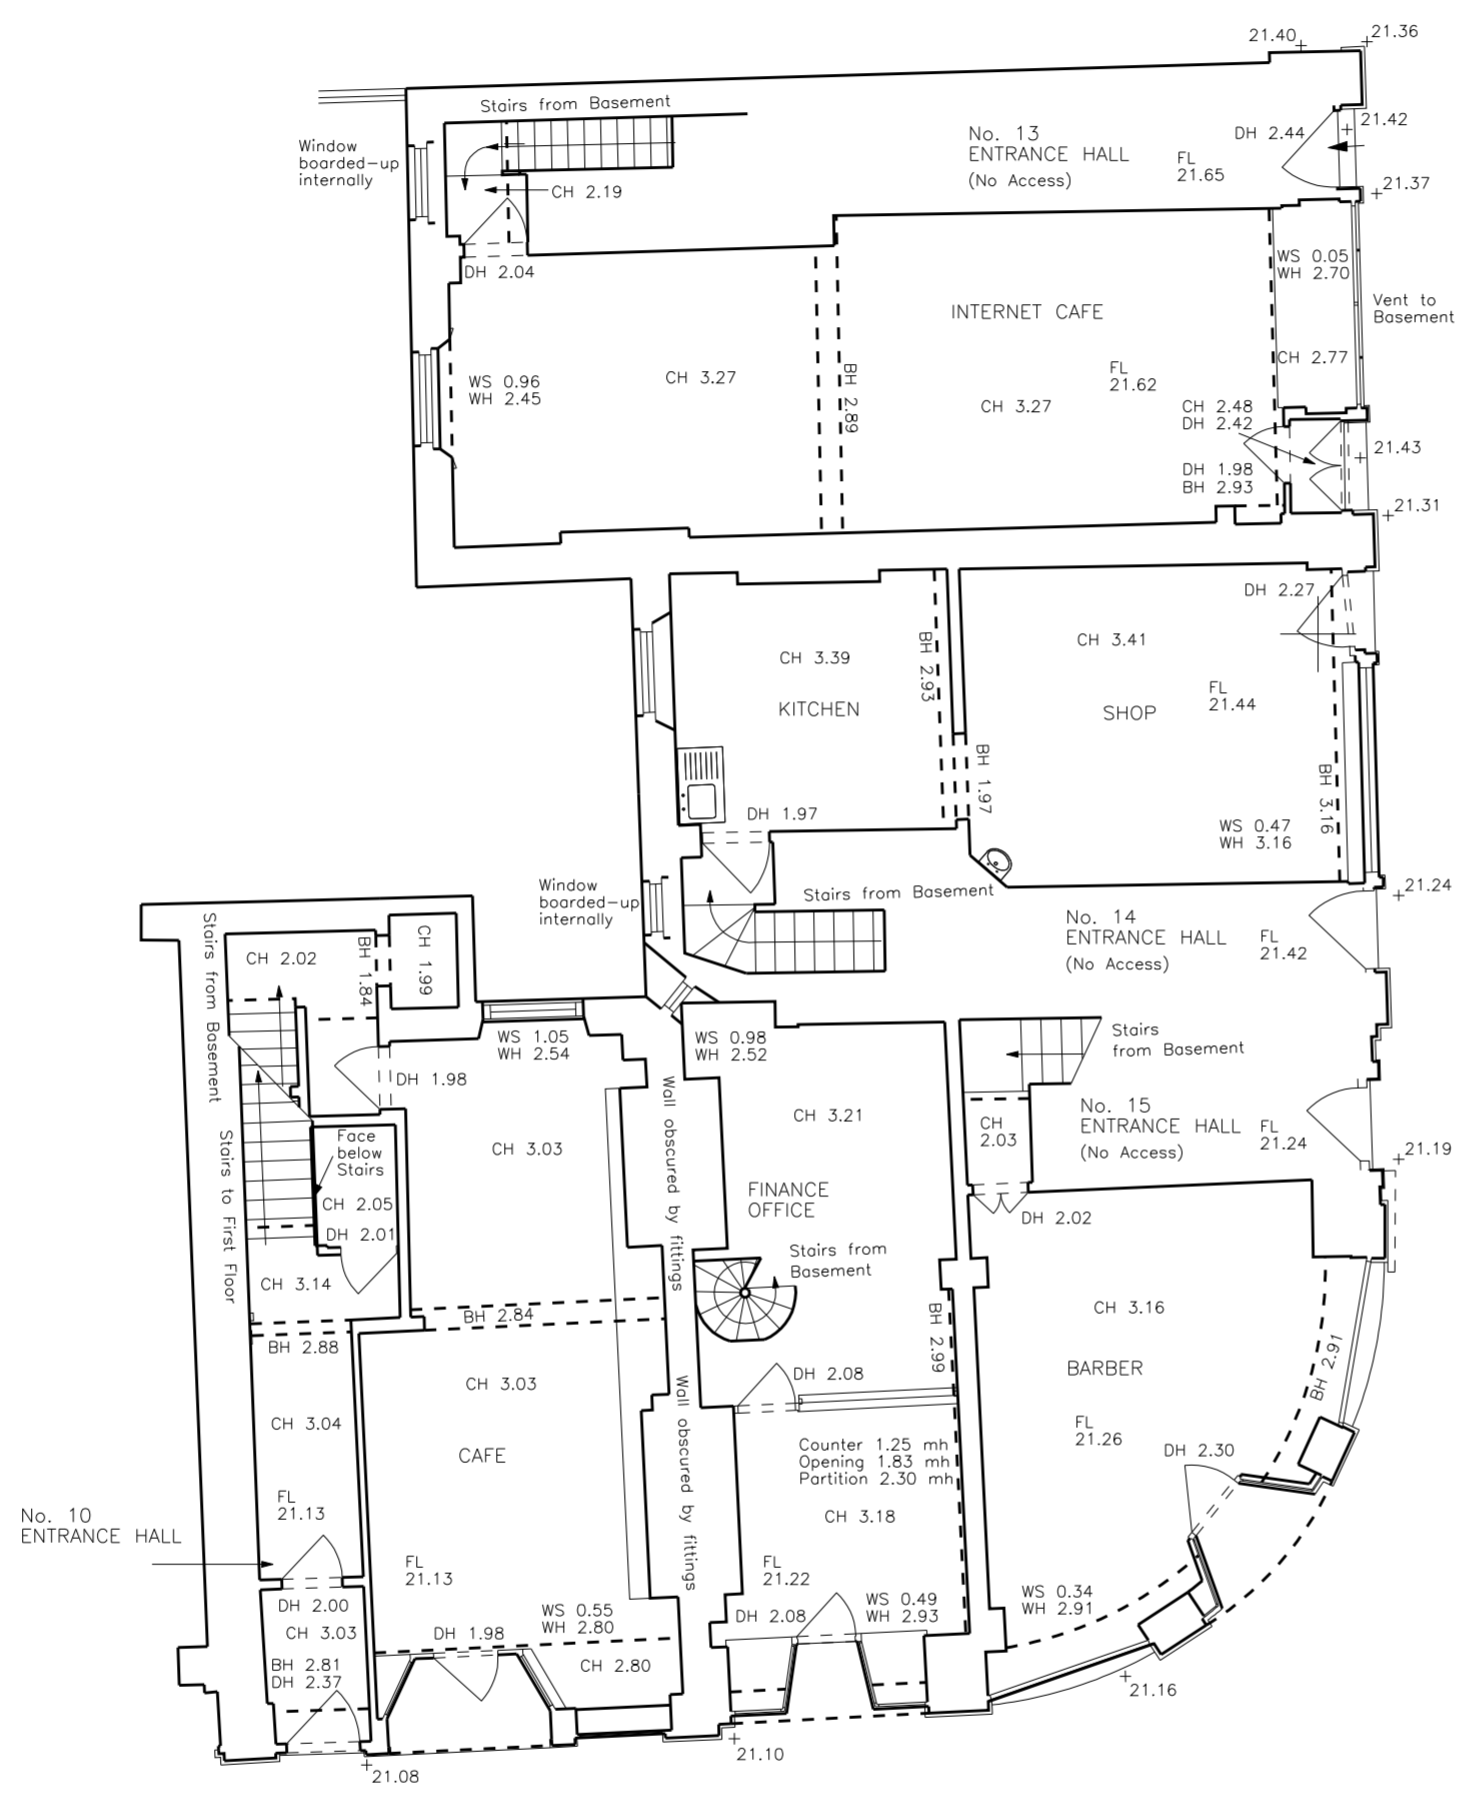 21.40
21.36
Stairs from Basement
21.42
No. 13
ENTRANCE HALL
(No Access)
DH 2.44
FL
21.65
Window
boarded-up
internally
CH 2.19
21.37
DH 2.04
WS 0.05
WH 2.70
INTERNET CAFE
Vent to
Basement
CH 2.77
WS 0.96
WH 2.45
CH 3.27
BH 2.89
FL
21.62
CH 3.27
CH 2.48
DH 2.42
21.43
DH 1.98
BH 2.93
21.31
DH 2.27
CH 3.39
BH 2.93
CH 3.41
KITCHEN
FL
21.44
SHOP
BH 1.97
BH 3.16
DH 1.97
WS 0.47
WH 3.16
Window
boarded-up
internally
Stairs from Basement
21.24
No. 14
ENTRANCE HALL
(No Access)
FL
21.42
Stairs from Basement
CH 2.02
BH 1.84
CH 1.99
WS 1.05
WH 2.54
WS 0.98
WH 2.52
Stairs
from Basement
DH 1.98
Wall obscured by fittings
CH 3.21
No. 15
ENTRANCE HALL
(No Access)
FL
21.24
CH
2.03
21.19
Stairs to First Floor
Face
below
Stairs
CH 3.03
CH 2.05
DH 2.01
FINANCE
OFFICE
DH 2.02
Stairs from
Basement
CH 3.14
BH 2.84
BH 2.99
CH 3.16
BH 2.88
BH 2.91
BARBER
DH 2.08
CH 3.03
Wall obscured by fittings
CH 3.04
FL
21.26
CAFE
Counter 1.25 mh
Opening 1.83 mh
Partition 2.30 mh
DH 2.30
No. 10
ENTRANCE HALL
FL
21.13
CH 3.18
FL
21.13
FL
21.22
DH 2.00
WS 0.55
WH 2.80
DH 2.08
WS 0.49
WH 2.93
WS 0.34
WH 2.91
CH 3.03
DH 1.98
BH 2.81
DH 2.37
CH 2.80
21.16
21.10
21.08